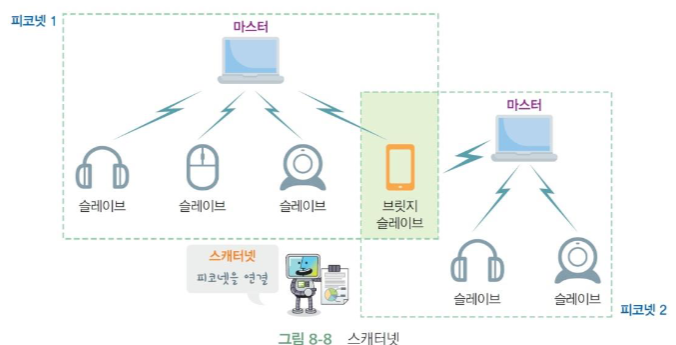 피코넷 1
마스터
슬레이브
슬레이브
슬레이브
브릿지
슬레이브
마스터
슬레이브
슬레이브
피코넷 2
스캐터넷
피코넷을 연결
그림 8-8 스캐터넷